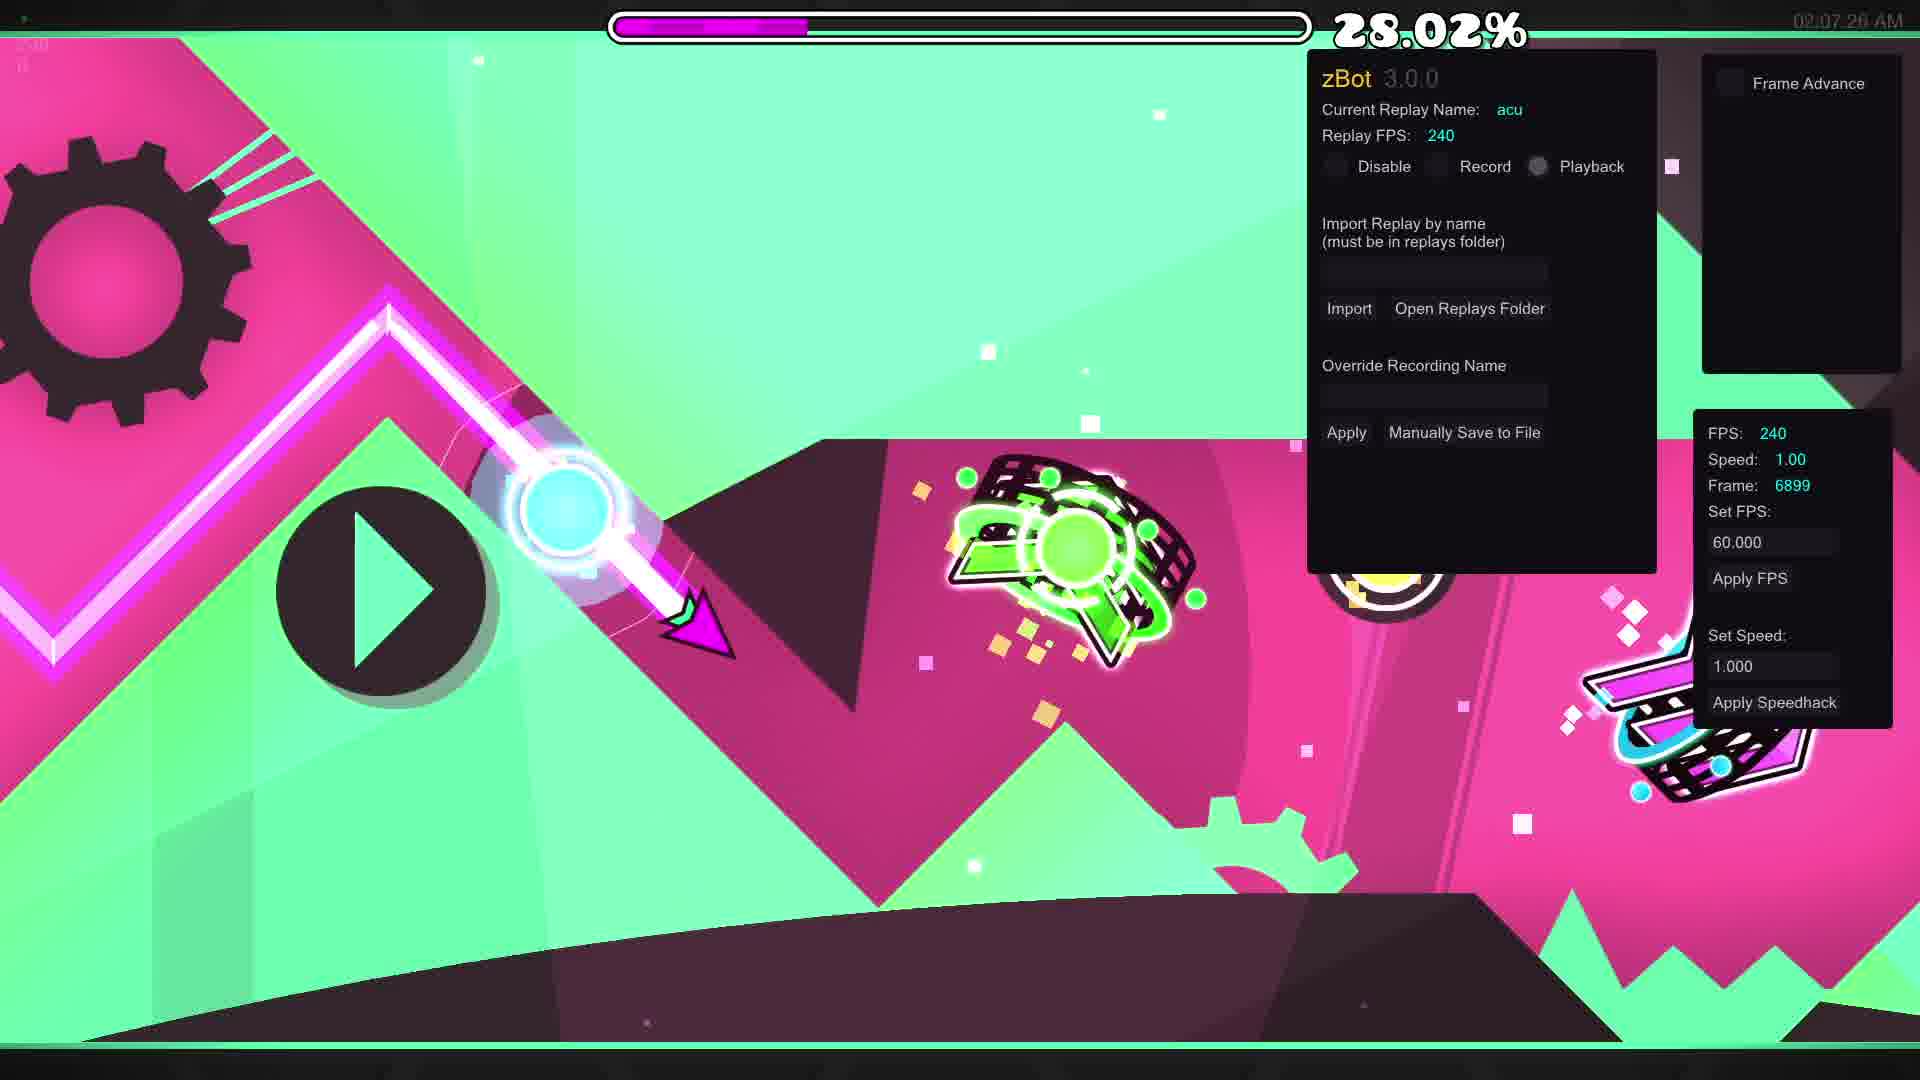 28.02%
02.07.26 AM
240
zBot 3.0.0
Current Replay Name: acu
Replay FPS: 240
Disable Record Playback
Import Replay by name
(must be in replays folder)
Import Open Replays Folder
Override Recording Name
Apply Manually Save to File
Frame Advance
FPS: 240
Speed: 1.00
Frame: 6899
Set FPS:
60.000
Apply FPS
Set Speed:
1.000
Apply Speedhack